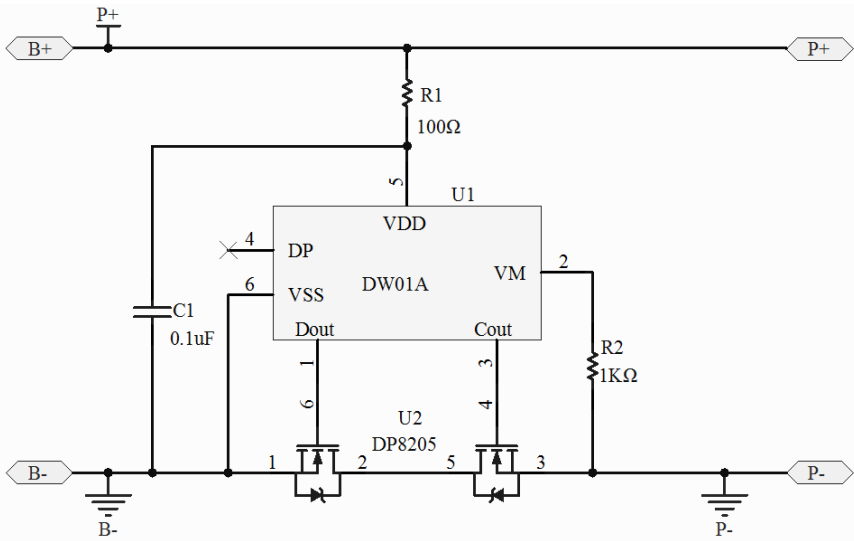 P+
B+
P+
R1
100Ω
5
U1
VDD
4
DP
2
VM
DW01A
6
VSS
C1
0.1uF
Dout
Cout
1
3
R2
1KΩ
6
4
U2
DP8205
B-
1
2
5
3
P-
B-
P-